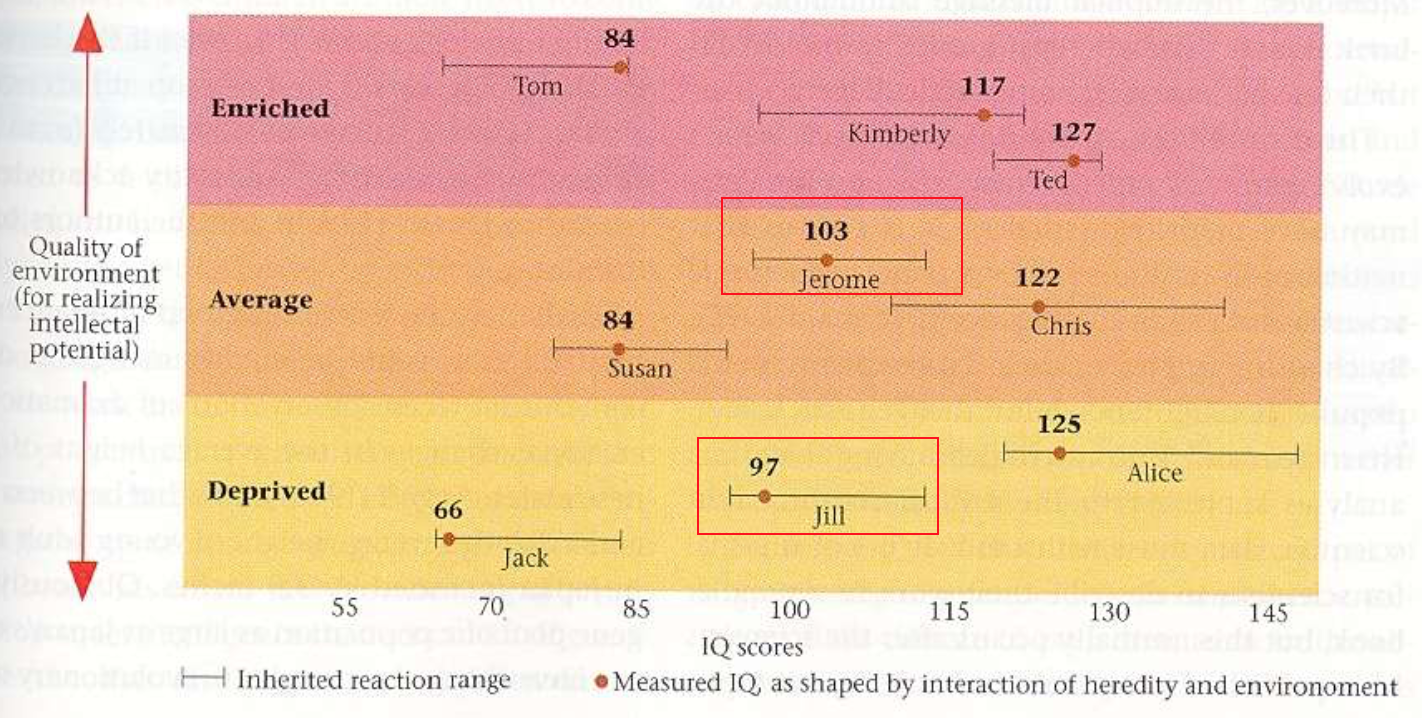 84
Tom
Enriched
117
Kimberly
127
Ted
103
Jerome
Quality of
environment
(for realizing
intellectal
potential)
Average
122
Chris
84
Susan
125
Alice
Deprived
97
Jill
66
Jack
55 70 85 100 115 130 145
IQ scores
Inherited reaction range
Measured IQ, as shaped by interaction of heredity and environoment